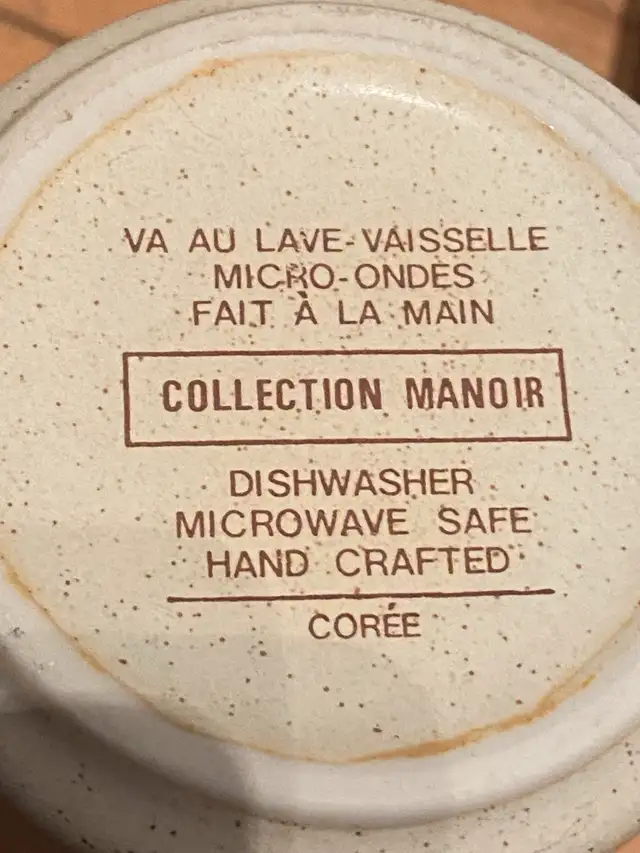 VA AU LAVE-VAISSELLE
MICRO-ONDES
FAIT À LA MAIN
COLLECTION MANOIR
DISHWASHER
MICROWAVE SAFE
HAND CRAFTED
CORÉE